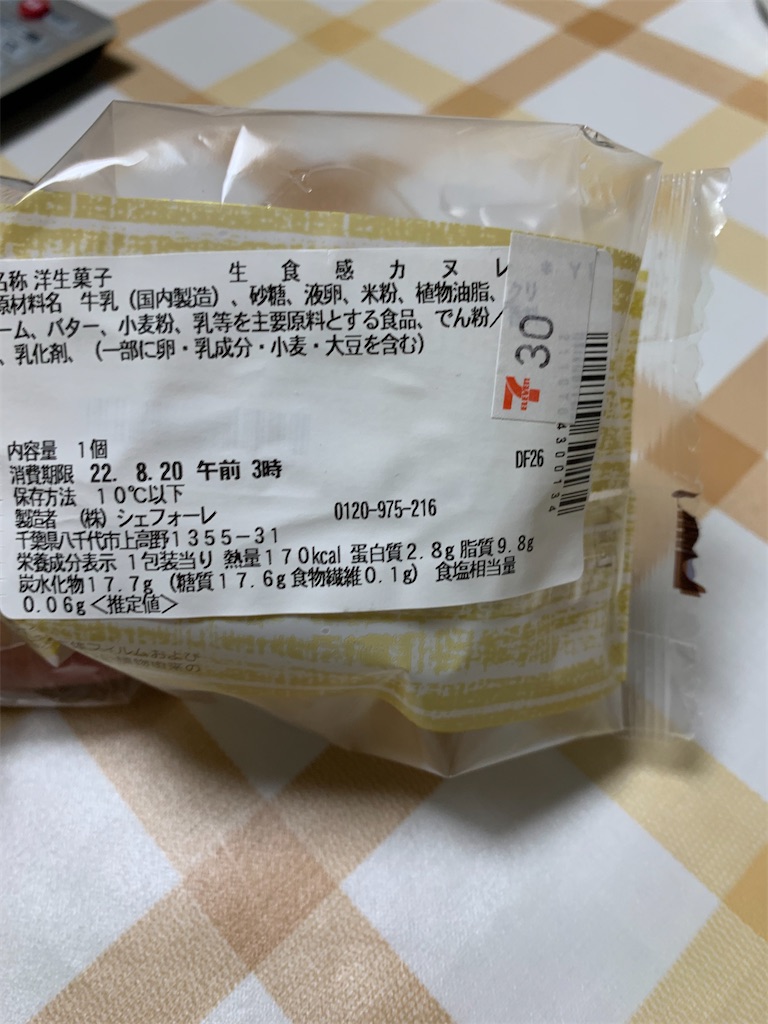 名称 洋生菓子 生食感カヌレ
原材料名 牛乳（国内製造）、砂糖、液卵、米粉、植物油脂、クリ
ーム、バター、小麦粉、乳等を主要原料とする食品、でん粉／
、乳化剤、（一部に卵・乳成分・小麦・大豆を含む）
30
内容量 1個
消費期限 22. 8.20 午前 3時
DF26
保存方法 10℃以下
製造者 (株) シェフォーレ 0120-975-216
千葉県八千代市上高野1355-31
栄養成分表示 1包装当り 熱量170kcal 蛋白質2.8g 脂質9.8g
炭水化物17.7g (糖質17.6g 食物繊維0.1g) 食塩相当量
0.06g<推定値>
フィルムおよび